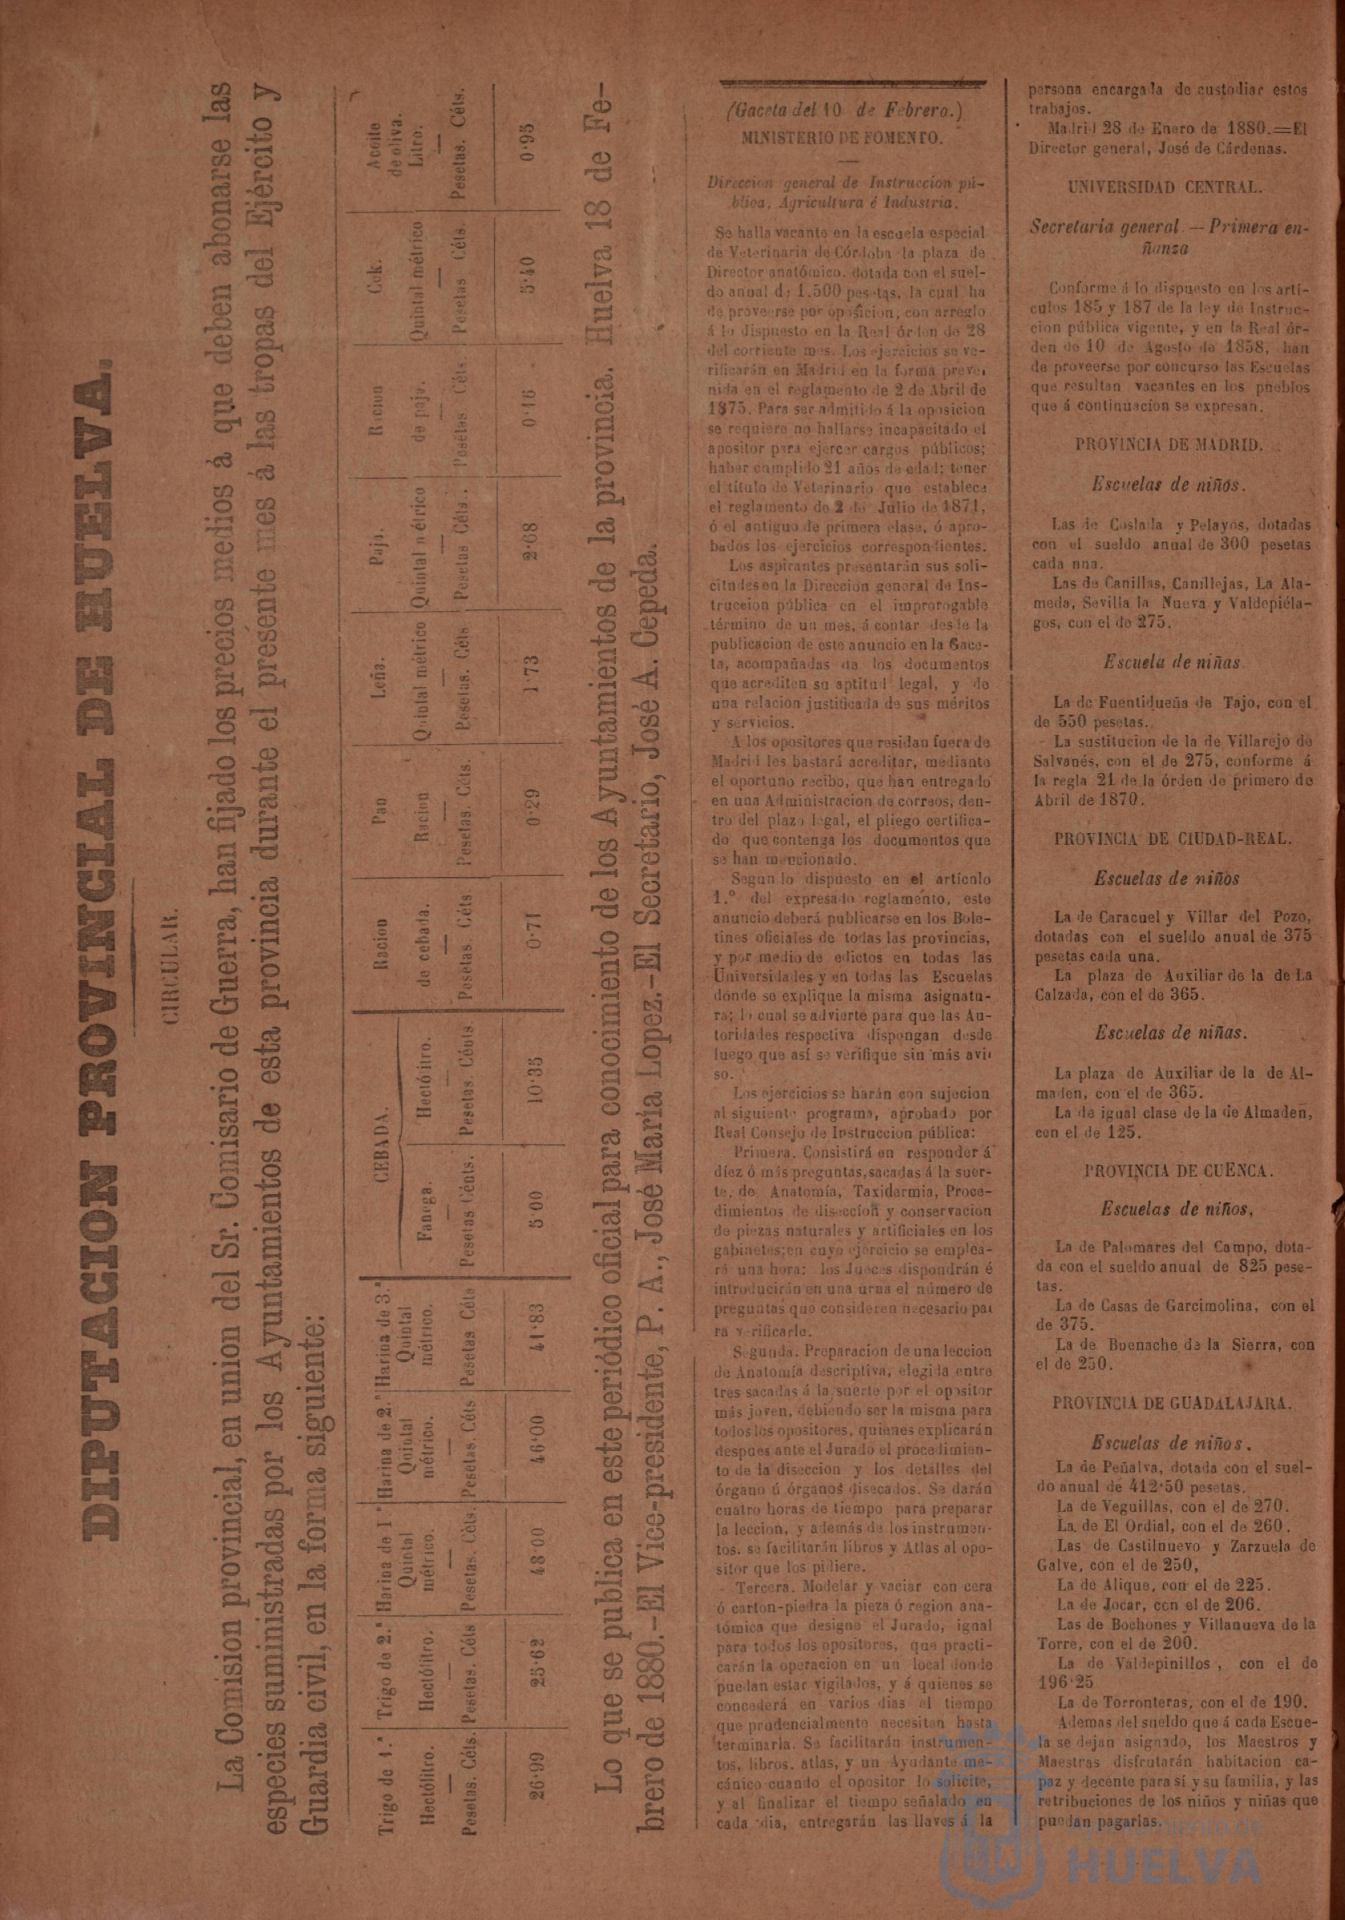 DIPUTACION PROVINCIAL DE HUELVA.
CIRCULAR.
La Comision provincial, en union del Sr. Comisario de Guerra, han fijado los precios medios á que deben abonarse las
especies suministradas por los Ayuntamientos de esta provincia durante el presente mes á las tropas del Ejército y
Guardia civil, en la forma siguiente:
Trigo de 1.ª Hectólitro. Pesetas. Céts. 26·99
Trigo de 2.ª Hectólitro. Pesetas. Céts 25·62
Harina de 1ª Quintal métrico. Pesetas. Céts. 48 00
Harina de 2.ª Quintal métrico. Pesetas. Céts 46·00
Harina de 3.ª Quintal métrico. Pesetas Céts 41·83
CEBADA.
Fanega. Pesetas Cénts. 5 00
Hectólitro. Pesetas. Cénts. 10·35
Racion de cebada. Pesetas. Céts 0·71
Pan Racion Pesetas. Céts. 0·29
Leña. Quintal métrico Pesetas. Céts 1·73
Paja. Quintal métrico Pesetas Céts. 2·68
Racion de paja. Pesetas Céts. 0·16
Cok. Quintal métrico Pesetas Céts. 5·40
Aceite de oliva. Litro. Pesetas. Céts. 0·95
Lo que se publica en este periódico oficial para conocimiento de los Ayuntamientos de la provincia. Huelva 18 de Fe-
brero de 1880.-El Vice-presidente, P. A., José Maria Lopez.-El Secretario, José A. Cepeda.
(Gaceta del 10 de Febrero.)
MINISTERIO DE FOMENTO.
Direccion general de Instruccion pú-
blica, Agricultura é Industria.
Se halla vacante en la escuela especial
de Veterinaria de Córdoba la plaza de
Director anatómico, dotada con el suel-
do anual de 1.500 pesetas, la cual ha
de proveerse por oposicion, con arreglo
á lo dispuesto en la Real órden de 28
del corriente mes. Los ejercicios se ve-
rificarán en Madrid en la forma preve
nida en el reglamento de 2 de Abril de
1875. Para ser admitido á la oposicion
se requiere no hallarse incapacitado el
opositor para ejercer cargos públicos;
haber cumplido 21 años de edad; tener
el título de Veterinario que establece
el reglamento de 2 de Julio de 1871,
ó el antiguo de primera clase, ó apro-
bados los ejercicios correspondientes.
Los aspirantes presentarán sus soli-
citudes en la Direccion general de Ins-
truccion pública en el improrogable
término de un mes, á contar desde la
publicacion de este anuncio en la Gace-
ta, acompañadas de los documentos
que acrediten su aptitud legal, y de
una relacion justificada de sus méritos
y servicios.
A los opositores que residan fuera de
Madrid les bastará acreditar, mediante
el oportuno recibo, que han entregado
en una Administracion de correos, den-
tro del plazo legal, el pliego certifica-
do que contenga los documentos que
se han mencionado.
Segun lo dispuesto en el articulo
1.° del expresado reglamento, este
anuncio deberá publicarse en los Bole-
tines oficiales de todas las provincias,
y por medio de edictos en todas las
Universidades y en todas las Escuelas
donde se explique la misma asignatu-
ra; lo cual se advierte para que las Au-
toridades respectiva dispongan desde
luego que así se verifique sin más avi
so.
Los ejercicios se harán con sujecion
al siguiente programa, aprobado por
Real Consejo de Instruccion pública:
Primera. Consistirá en responder á
diez ó más preguntas, sacadas á la suer-
te, de Anatomía, Taxidermia, Proce-
dimientos de diseccion y conservacion
de piezas naturales y artificiales en los
gabinetes; en cuyo ejercicio se emplea-
rá una hora; los Jueces dispondrán é
introducirán en una urna el número de
preguntas que consideren necesario pa
ra verificarlo.
Segunda. Preparacion de una leccion
de Anatomía descriptiva, elegida entre
tres sacadas á la suerte por el opositor
más joven, debiendo ser la misma para
todos los opositores, quienes explicarán
despues ante el Jurado el procedimien-
to de la diseccion y los detalles del
órgano ú órganos disecados. Se darán
cuatro horas de tiempo para preparar
la leccion, y además de los instrumen-
tos, se facilitarán libros y Atlas al opo-
sitor que los pidiere.
Tercera. Modelar y vaciar con cera
ó carton-piedra la pieza ó region ana-
tómica que designe el Jurado, igual
para todos los opositores, que practi-
carán la operacion en un local donde
puedan estar vigilados, y á quienes se
concederá en varios dias el tiempo
que prudencialmente necesiten hasta
terminarla. Se facilitarán instrumen-
tos, libros, atlas, y un Ayudante me-
cánico cuando el opositor lo solicite,
y al finalizar el tiempo señalado en
cada dia, entregarán las llaves á la
persona encargada de custodiar estos
trabajos.
Madrid 28 de Enero de 1880.=El
Director general, José de Cárdenas.
UNIVERSIDAD CENTRAL.
Secretaría general.—Primera en-
ñanza
Conforme á lo dispuesto en los artí-
culos 185 y 187 de la ley de Instruc-
cion pública vigente, y en la Real ór-
den de 10 de Agosto de 1858, han
de proveerse por concurso las Escuelas
que resultan vacantes en los pueblos
que á continuacion se expresan.
PROVINCIA DE MADRID.
Escuelas de niños.
Las de Coslada y Pelayos, dotadas
con el sueldo anual de 300 pesetas
cada una.
Las de Canillas, Canillejas, La Ala-
meda, Sevilla la Nueva y Valdepiéla-
gos, con el de 275.
Escuela de niñas.
La de Fuentidueña de Tajo, con el
de 550 pesetas.
La sustitucion de la de Villarejo de
Salvanés, con el de 275, conforme á
la regla 21 de la órden de primero de
Abril de 1870.
PROVINCIA DE CIUDAD-REAL.
Escuelas de niños
La de Caracuel y Villar del Pozo,
dotadas con el sueldo anual de 375
pesetas cada una.
La plaza de Auxiliar de la de La
Calzada, con el de 365.
Escuelas de niñas.
La plaza de Auxiliar de la de Al-
maden, con el de 365.
La de igual clase de la de Almaden,
con el de 125.
PROVINCIA DE CUENCA.
Escuelas de niños,
La de Palomares del Campo, dota-
da con el sueldo anual de 825 pese-
tas.
La de Casas de Garcimolina, con el
de 375.
La de Buenache de la Sierra, con
el de 250.
PROVINCIA DE GUADALAJARA.
Escuelas de niños.
La de Peñalva, dotada con el suel-
do anual de 412·50 pesetas.
La de Veguillas, con el de 270.
La de El Ordial, con el de 260.
Las de Castilnuevo y Zarzuela de
Galve, con el de 250,
La de Alique, con el de 225.
La de Jocar, con el de 206.
Las de Bochones y Villanueva de la
Torre, con el de 200.
La de Valdepinillos, con el de
196·25
La de Torronteras, con el de 190.
Ademas del sueldo que á cada Escue-
la se dejan asignado, los Maestros y
Maestras disfrutarán habitacion ca-
paz y decente para sí y su familia, y las
retribuciones de los niños y niñas que
puedan pagarlas.
HUELVA